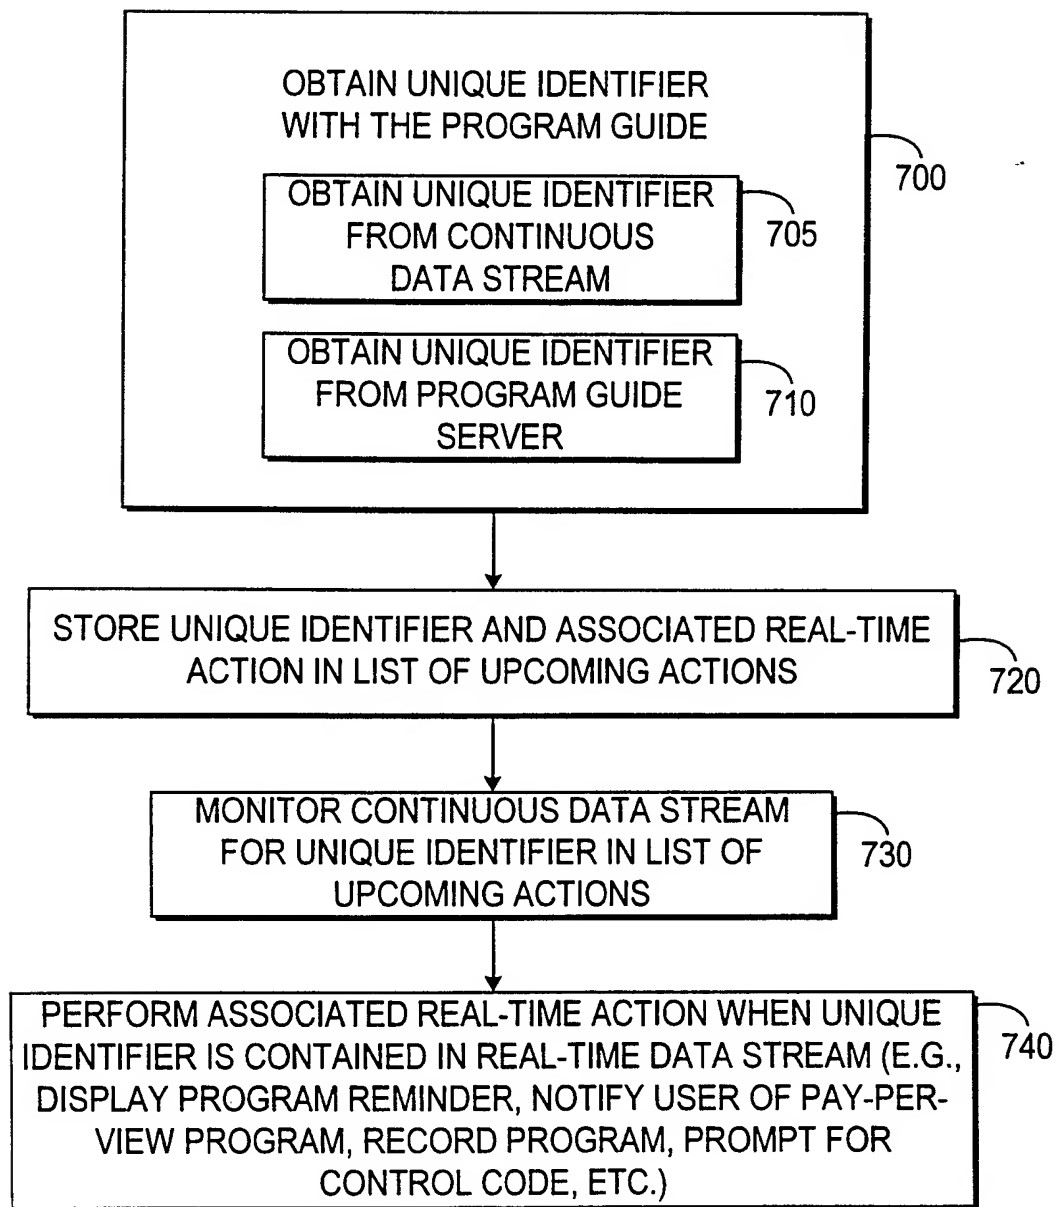 OBTAIN UNIQUE IDENTIFIER
WITH THE PROGRAM GUIDE
700
OBTAIN UNIQUE IDENTIFIER
FROM CONTINUOUS
DATA STREAM
705
OBTAIN UNIQUE IDENTIFIER
FROM PROGRAM GUIDE
SERVER
710
STORE UNIQUE IDENTIFIER AND ASSOCIATED REAL-TIME
ACTION IN LIST OF UPCOMING ACTIONS
720
MONITOR CONTINUOUS DATA STREAM
FOR UNIQUE IDENTIFIER IN LIST OF
UPCOMING ACTIONS
730
PERFORM ASSOCIATED REAL-TIME ACTION WHEN UNIQUE
IDENTIFIER IS CONTAINED IN REAL-TIME DATA STREAM (E.G.,
DISPLAY PROGRAM REMINDER, NOTIFY USER OF PAY-PER-
VIEW PROGRAM, RECORD PROGRAM, PROMPT FOR
CONTROL CODE, ETC.)
740